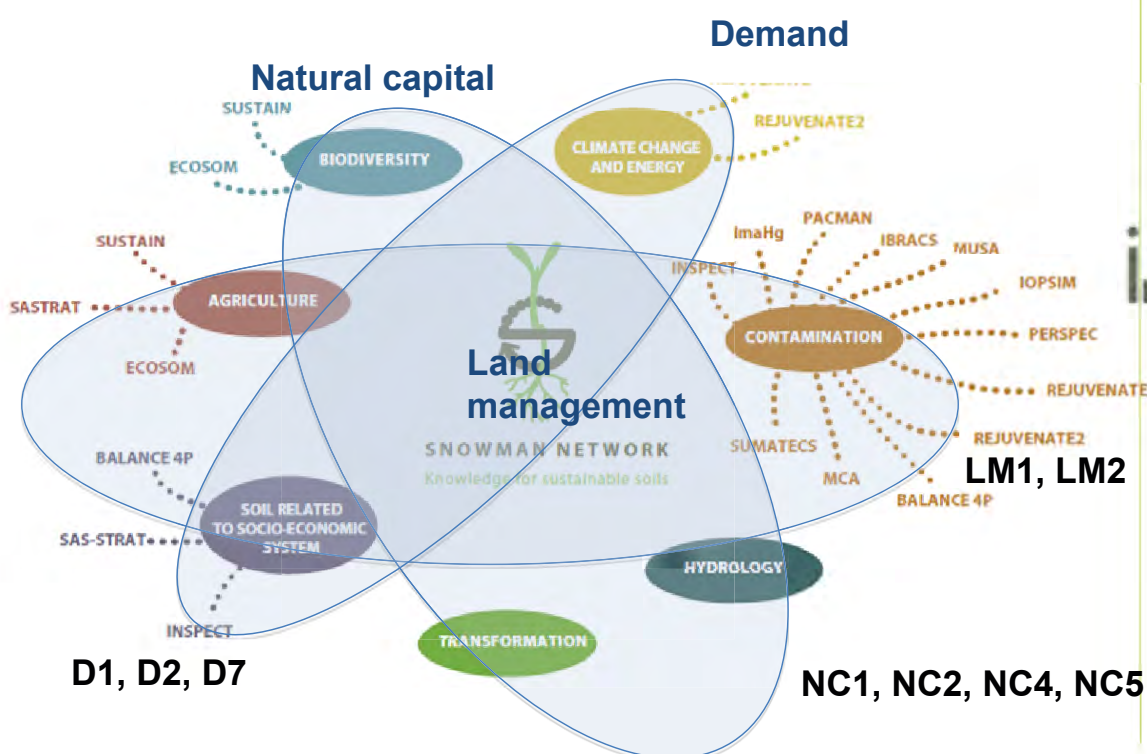 Demand
Natural capital
SUSTAIN
BIODIVERSITY
ECOSOM
REJUVENATE2
CLIMATE CHANGE
AND ENERGY
SUSTAIN
SASTRAT
AGRICULTURE
ECOSOM
ImaHg
PACMAN
IBRACS
MUSA
INSPECT
IOPSIM
CONTAMINATION
PERSPEC
REJUVENATE
REJUVENATE2
SUMATECS
MCA
BALANCE 4P
Land
management
SNOWMAN NETWORK
Knowledge for sustainable soils
LM1, LM2
BALANCE 4P
SOIL RELATED
TO SOCIO-ECONOMIC
SYSTEM
SAS-STRAT
INSPECT
HYDROLOGY
TRANSFORMATION
D1, D2, D7
NC1, NC2, NC4, NC5